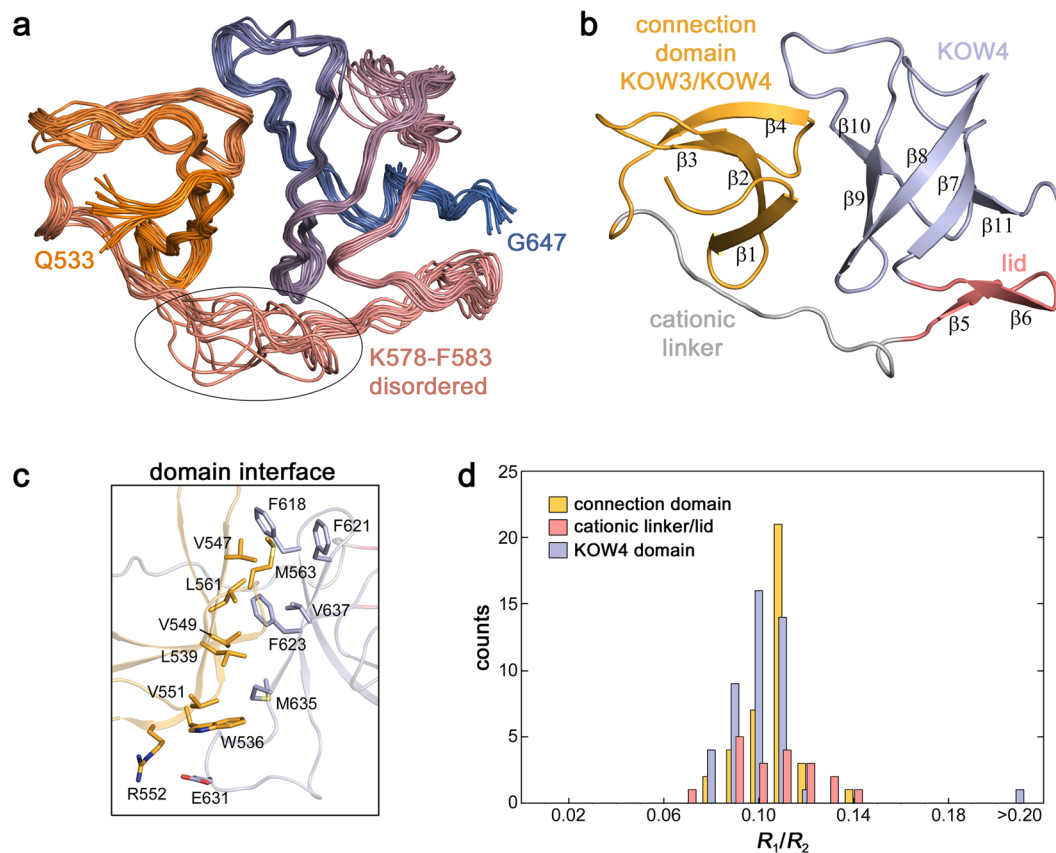 a
Q533
G647
K578-F583
disordered
b
connection
domain
KOW3/KOW4
KOW4
β10
β4
β3
β2
β8
β7
β9
β1
β11
lid
β5
β6
cationic
linker
c
domain interface
F618
F621
V547
M563
L561
V637
V549
F623
L539
V551
M635
W536
R552
E631
d
25
20
15
10
5
0
counts
connection domain
cationic linker/lid
KOW4 domain
0.02
0.06
0.10
0.14
>0.20
R1/R2